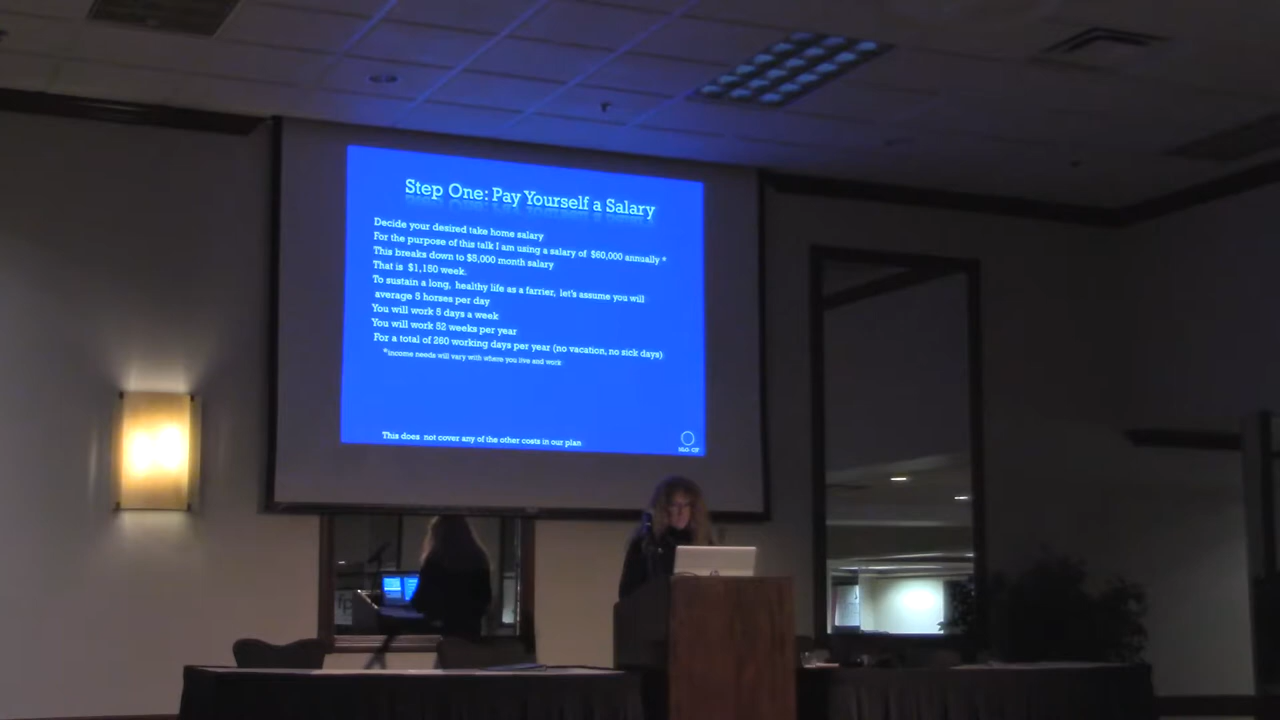 Step One: Pay Yourself a Salary
Decide your desired take home salary
For the purpose of this talk I am using a salary of $60,000 annually *
This breaks down to $5,000 month salary
That is $1,150 week.
To sustain a long, healthy life as a farrier, let's assume you will
average 5 horses per day
You will work 5 days a week
You will work 52 weeks per year
For a total of 260 working days per year (no vacation, no sick days)
*income needs will vary with where you live and work
This does not cover any of the other costs in our plan